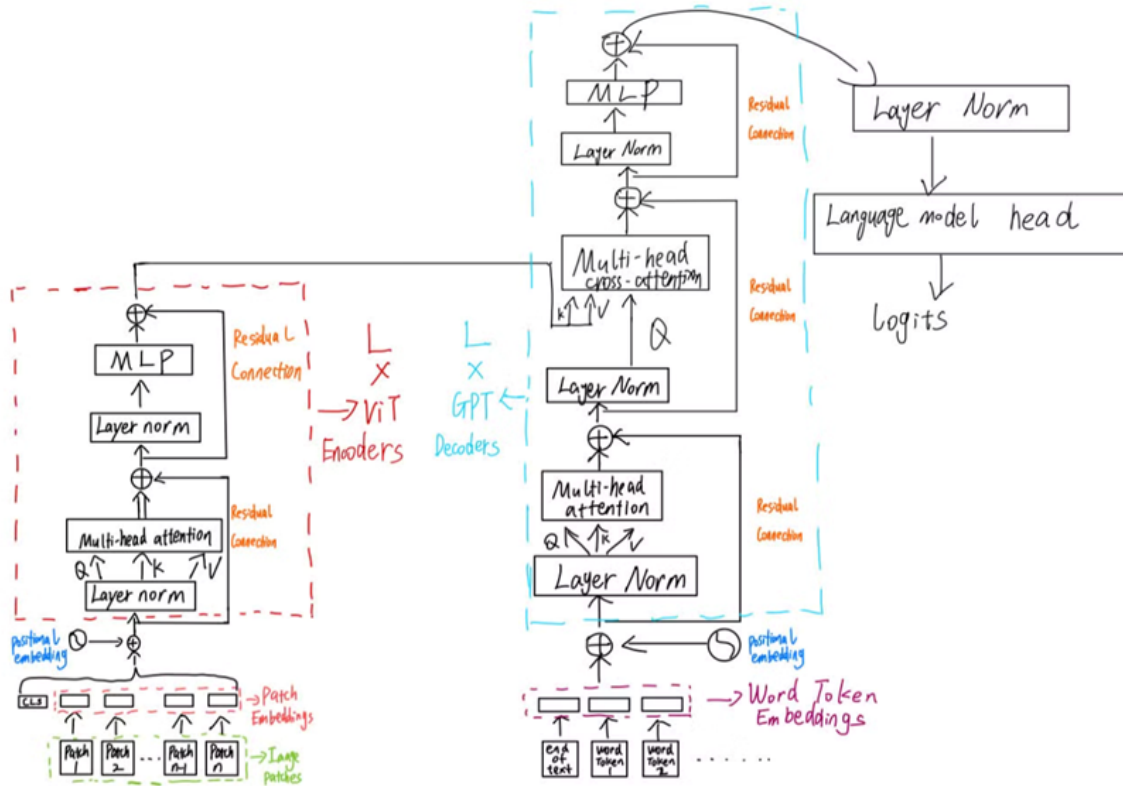 MLP
Layer Norm
Residual
Connection
Layer Norm
Language model head
logits
Multi-head
cross-attention
K
V
Q
Residual
Connection
Layer Norm
Multi-head
attention
Q
K
V
Residual
Connection
Layer Norm
L
x
GPT
Decoders
L
x
ViT
Enoders
Residual
Connection
MLP
Layer norm
Residual
Connection
Multi-head attention
Q
K
V
Layer norm
positional
embedding
positional
embedding
CLS
Patch
Embeddings
Patch
1
Patch
2
...
Patch
n-1
Patch
n
Iage
patches
Word Token
Embeddings
end
of
text
word
Token
1
word
Token
2
. . . . . .